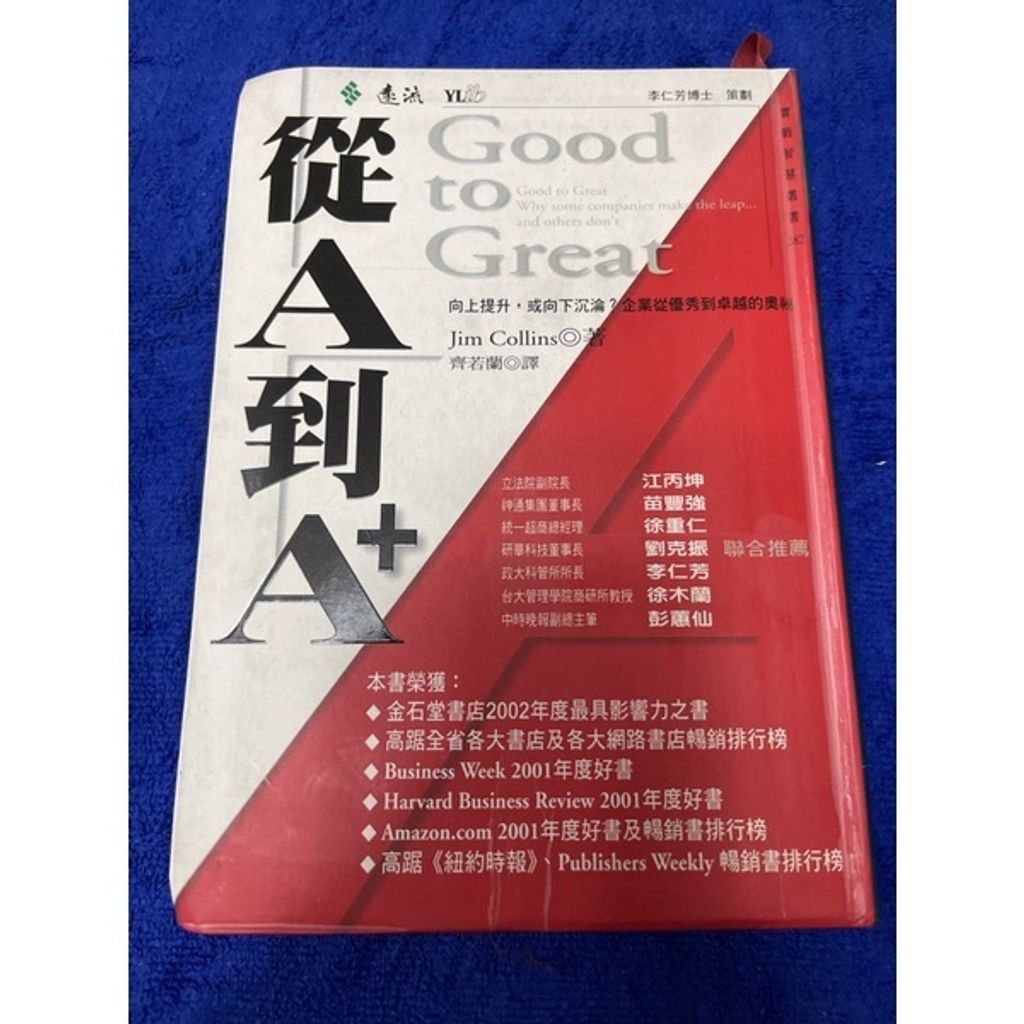 遠流 YLib
李仁芳博士 策劃
實戰智慧叢書
282
從A到A+
Good
to
Great
Good to Great
Why some companies make the leap...
and others don't
向上提升，或向下沉淪？企業從優秀到卓越的奧秘
Jim Collins◎著
齊若蘭◎譯
立法院副院長 江丙坤
神通集團董事長 苗豐強
統一超商總經理 徐重仁
研華科技董事長 劉克振 聯合推薦
政大科管所所長 李仁芳
台大管理學院商研所教授 徐木蘭
中時晚報副總主筆 彭蕙仙
本書榮獲：
◆金石堂書店2002年度最具影響力之書
◆高踞全省各大書店及各大網路書店暢銷排行榜
◆Business Week 2001年度好書
◆Harvard Business Review 2001年度好書
◆Amazon.com 2001年度好書及暢銷書排行榜
◆高踞《紐約時報》、Publishers Weekly 暢銷書排行榜